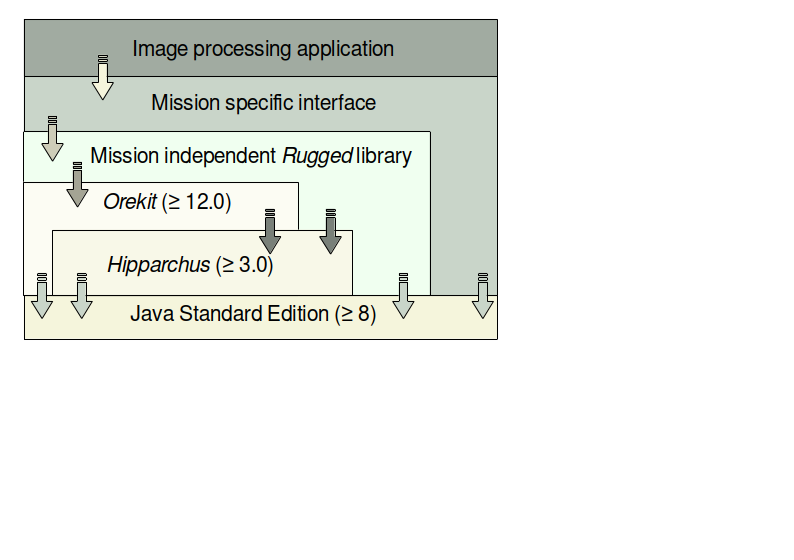 Image processing application
Mission specific interface
Mission independent Rugged library
Orekit (≥ 12.0)
Hipparchus (≥ 3.0)
Java Standard Edition (≥ 8)